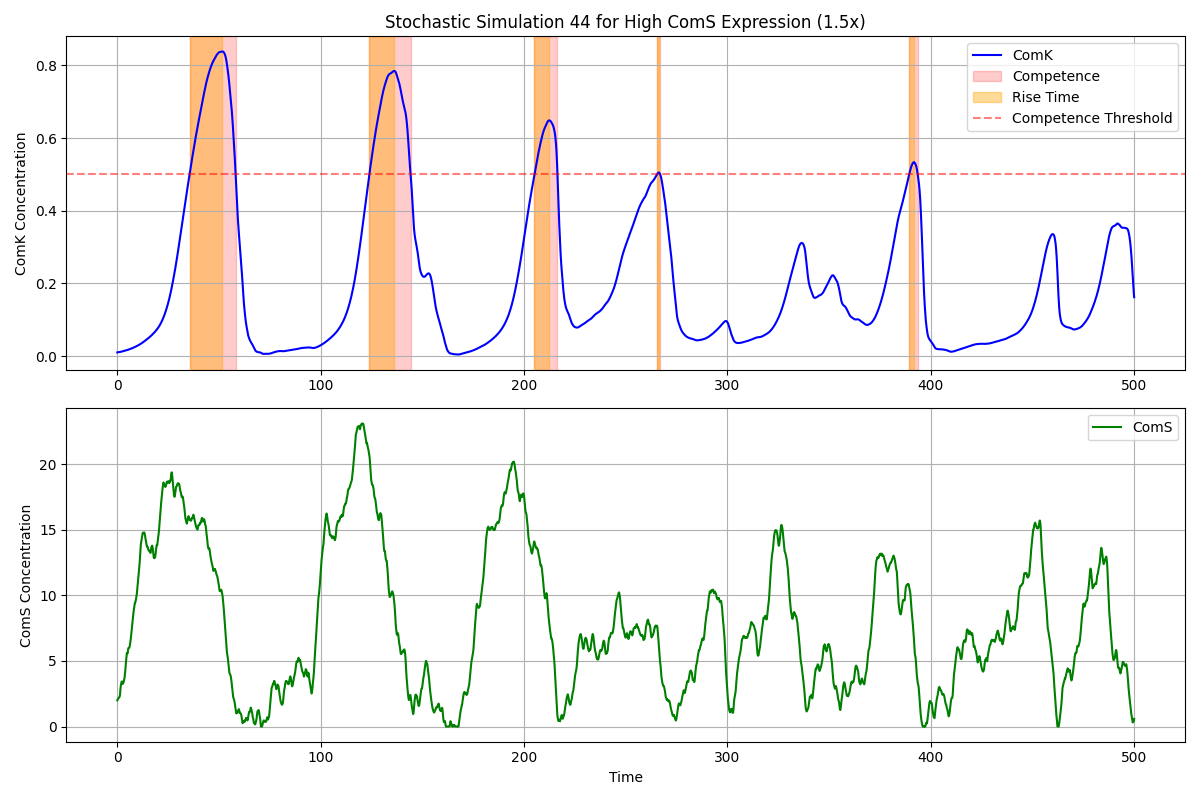 Stochastic Simulation 44 for High ComS Expression (1.5x)
ComK Concentration
0.8
0.6
0.4
0.2
0.0
ComK
Competence
Rise Time
Competence Threshold
0 100 200 300 400 500
ComS Concentration
20
15
10
5
0
ComS
0 100 200 300 400 500
Time